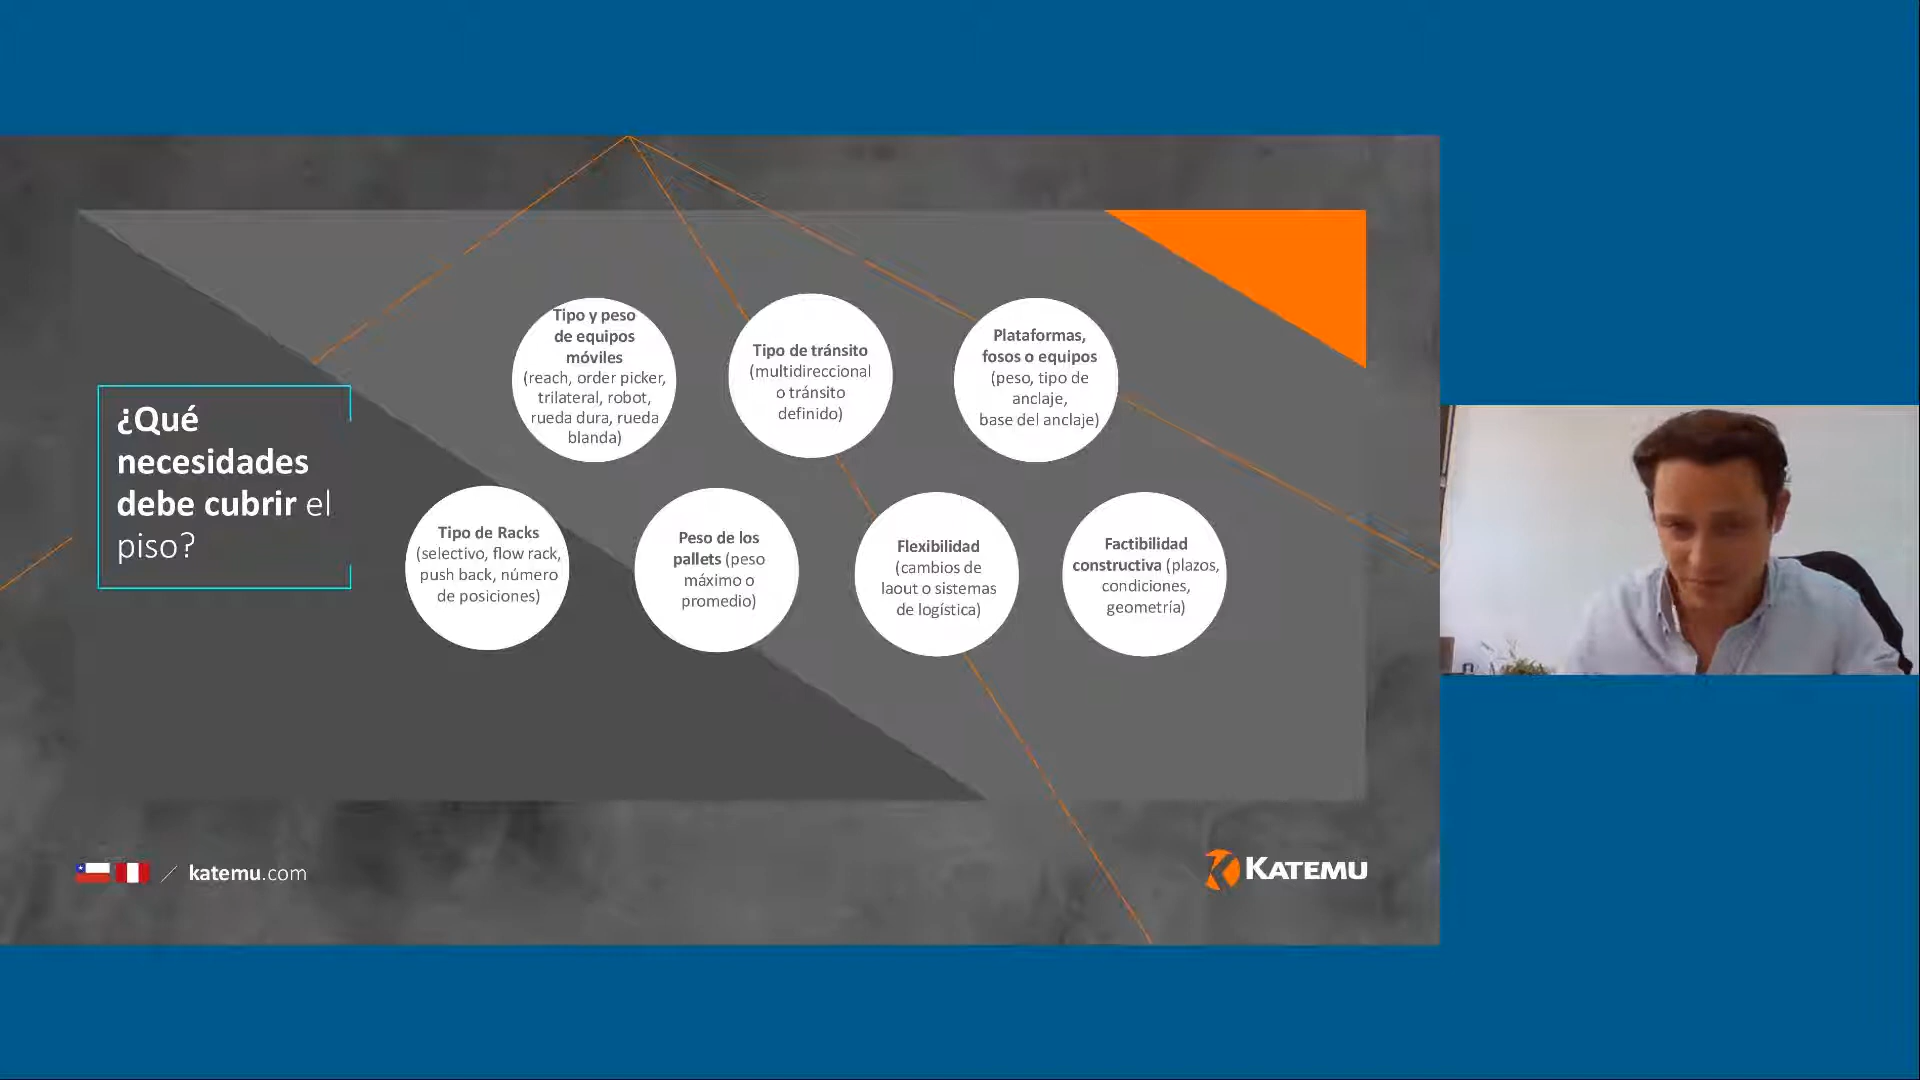 ¿Qué
necesidades
debe cubrir el
piso?
Tipo y peso
de equipos
móviles
(reach, order picker,
trilateral, robot,
rueda dura, rueda
blanda)
Tipo de tránsito
(multidireccional
o tránsito
definido)
Plataformas,
fosos o equipos
(peso, tipo de
anclaje,
base del anclaje)
Tipo de Racks
(selectivo, flow rack,
push back, número
de posiciones)
Peso de los
pallets (peso
máximo o
promedio)
Flexibilidad
(cambios de
laout o sistemas
de logística)
Factibilidad
constructiva (plazos,
condiciones,
geometría)
katemu.com
KATEMU